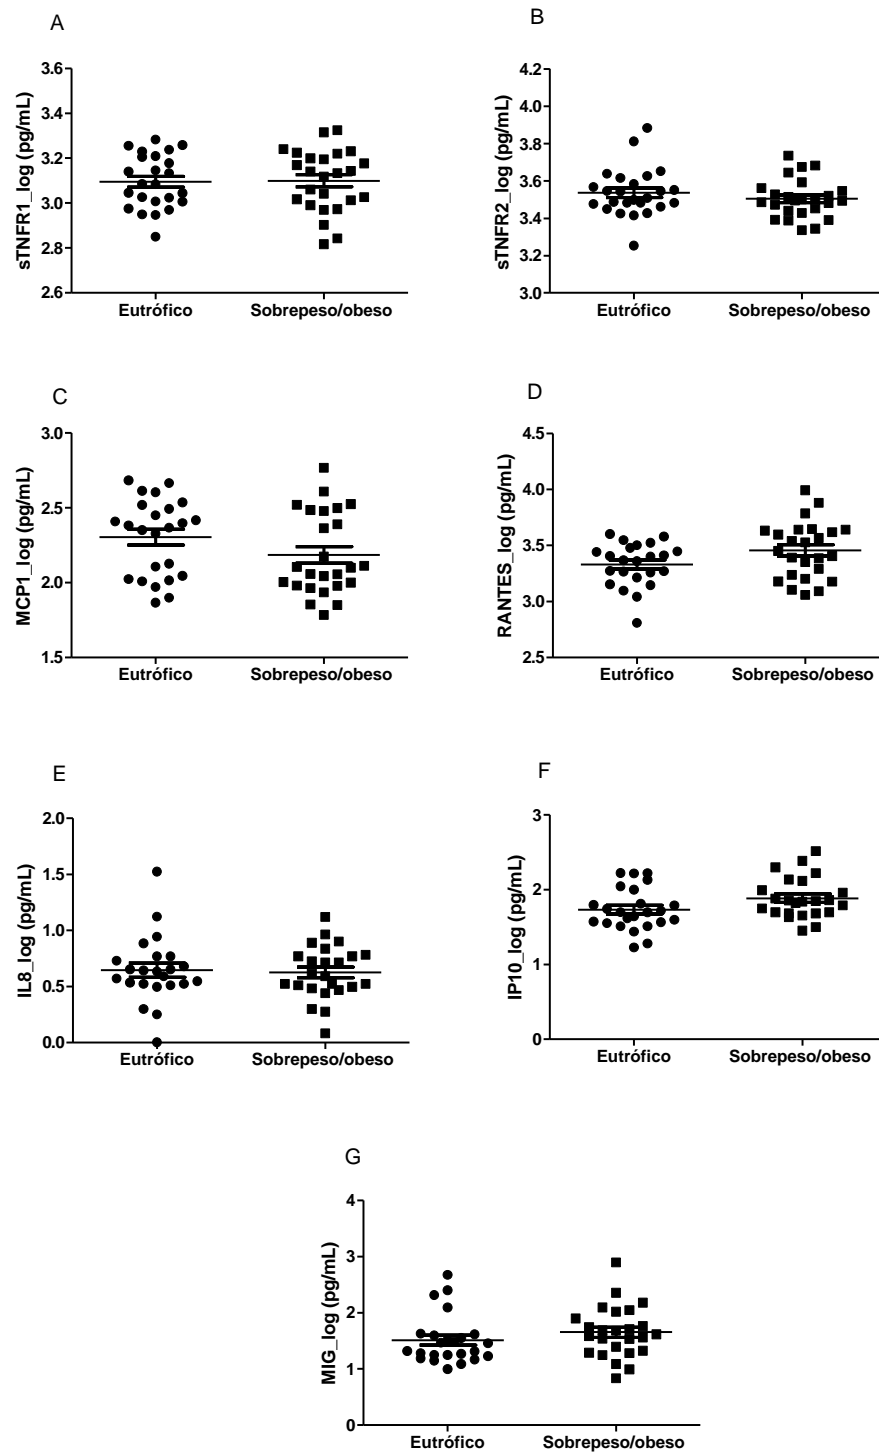 A
sTNFR1_log (pg/mL)
3.6
3.4
3.2
3.0
2.8
2.6
Eutrófico Sobrepeso/obeso
B
sTNFR2_log (pg/mL)
4.2
4.0
3.8
3.6
3.4
3.2
3.0
Eutrófico Sobrepeso/obeso
C
MCP1_log (pg/mL)
3.0
2.5
2.0
1.5
Eutrófico Sobrepeso/obeso
D
RANTES_log (pg/mL)
4.5
4.0
3.5
3.0
2.5
Eutrófico Sobrepeso/obeso
E
IL8_log (pg/mL)
2.0
1.5
1.0
0.5
0.0
Eutrófico Sobrepeso/obeso
F
IP10_log (pg/mL)
3
2
1
0
Eutrófico Sobrepeso/obeso
G
MIG_log (pg/mL)
4
3
2
1
0
Eutrófico Sobrepeso/obeso